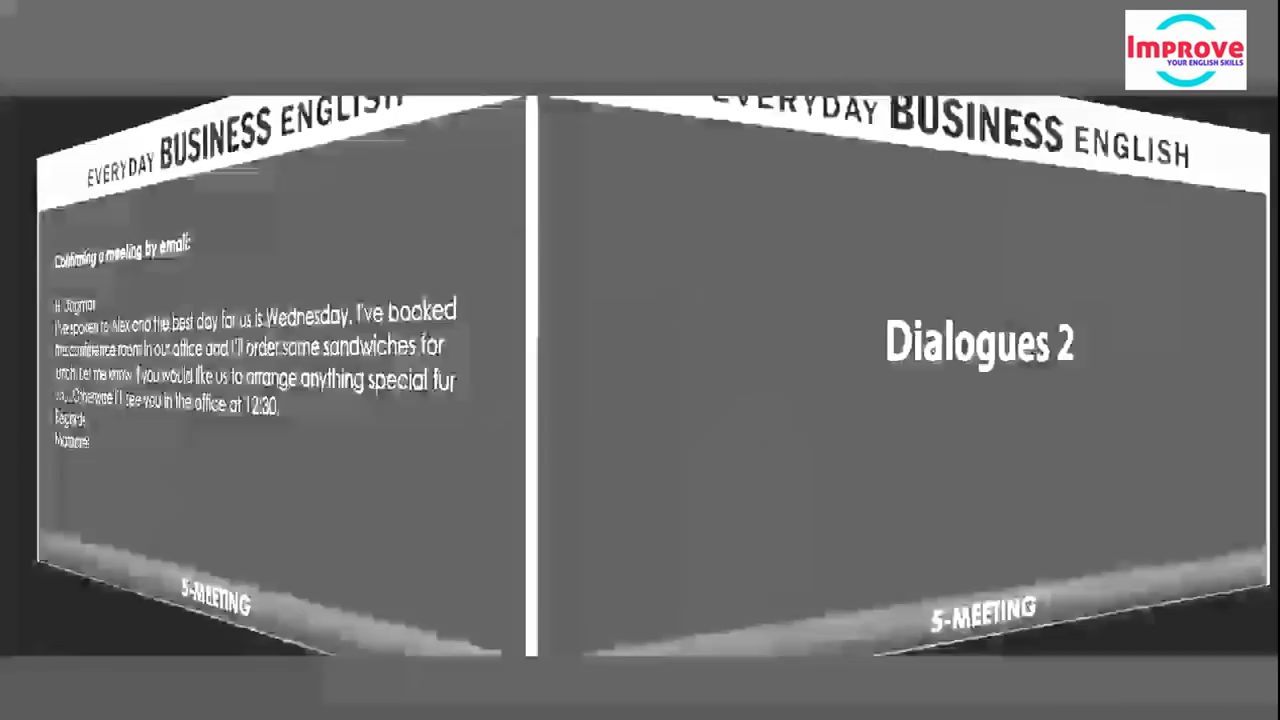 Improve
YOUR ENGLISH SKILLS
EVERYDAY BUSINESS ENGLISH
Confirming a meeting by email:
I've spoken to Alex and the best day for us is Wednesday. I've booked
the conference room in our office and I'll order some sandwiches for
lunch. Let me know if you would like us to arrange anything special for
Otherwise I'll see you in the office at 12:30.
Regards
5-MEETING
EVERYDAY BUSINESS ENGLISH
Dialogues 2
5-MEETING